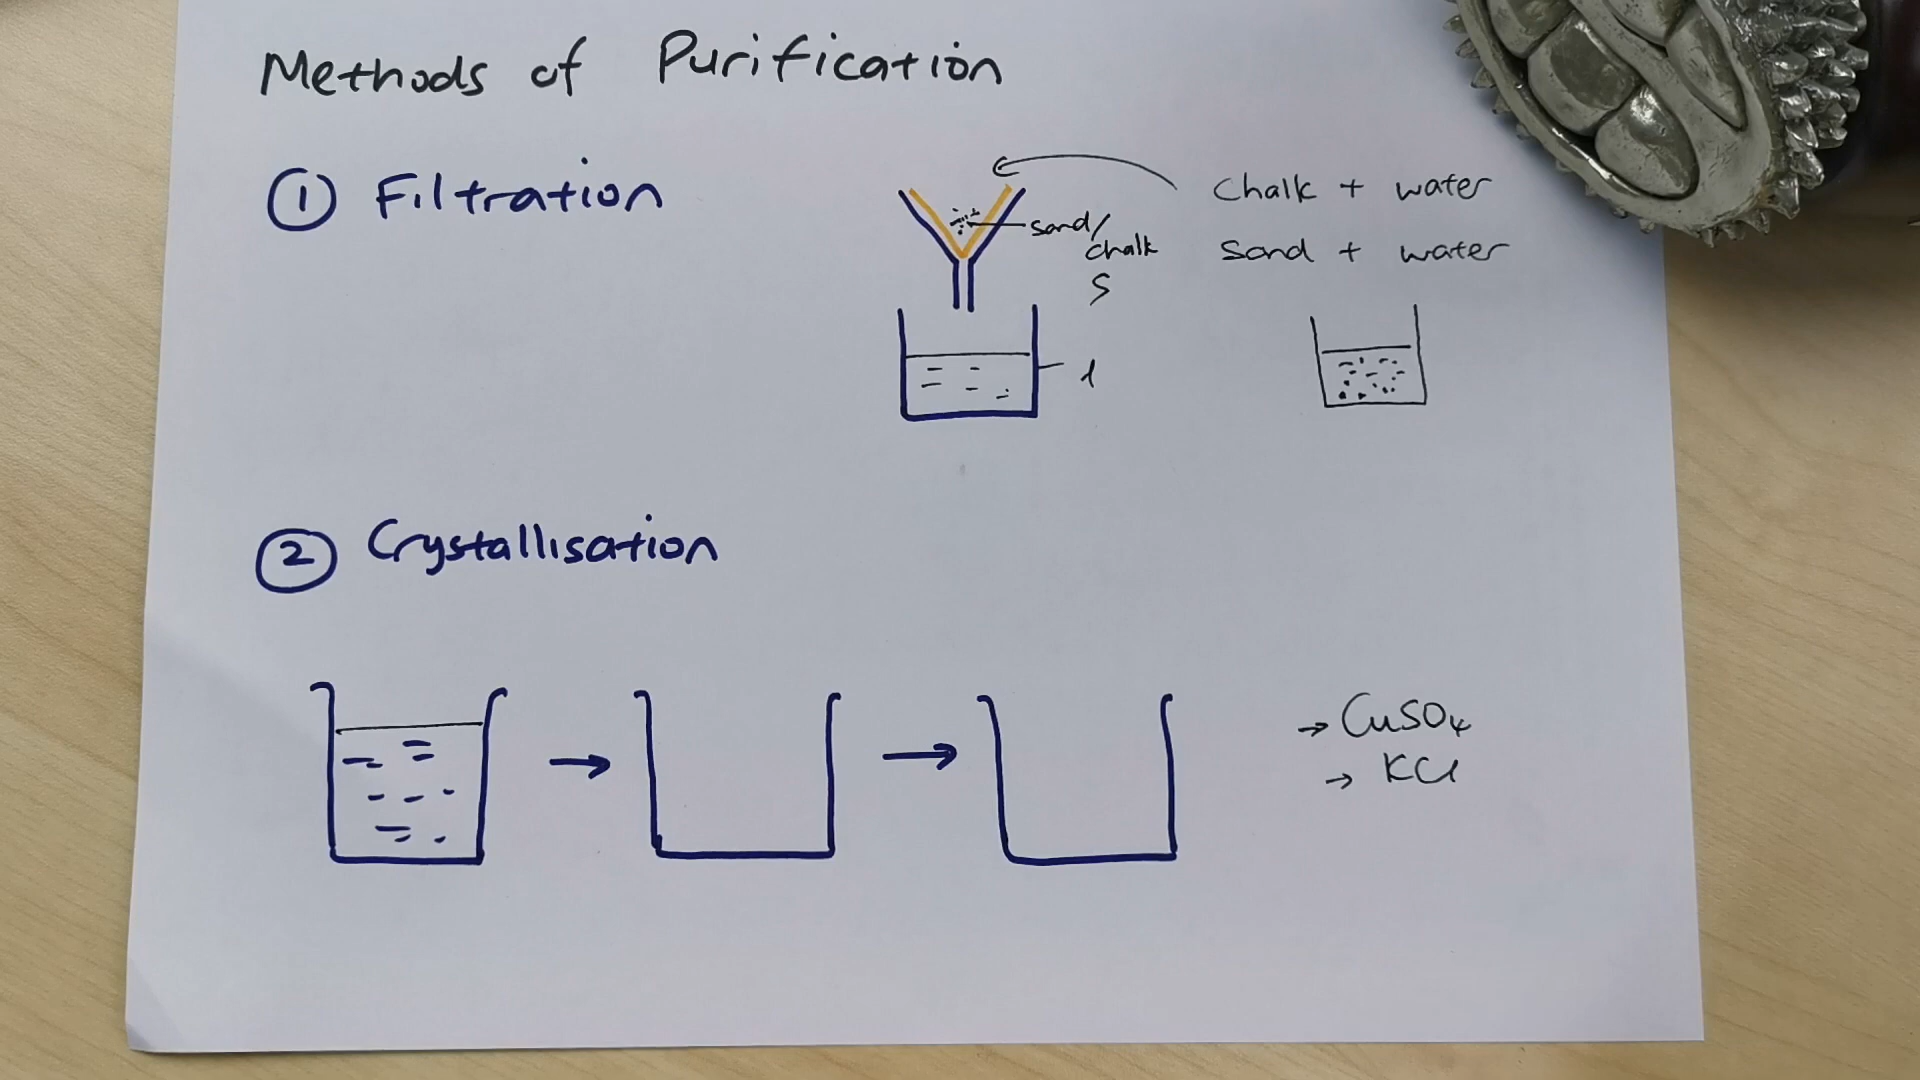 Methods of Purification
① Filtration
Chalk + water
sand/
chalk
sand + water
S
l
② Crystallisation
→ CuSO₄
→ KCl